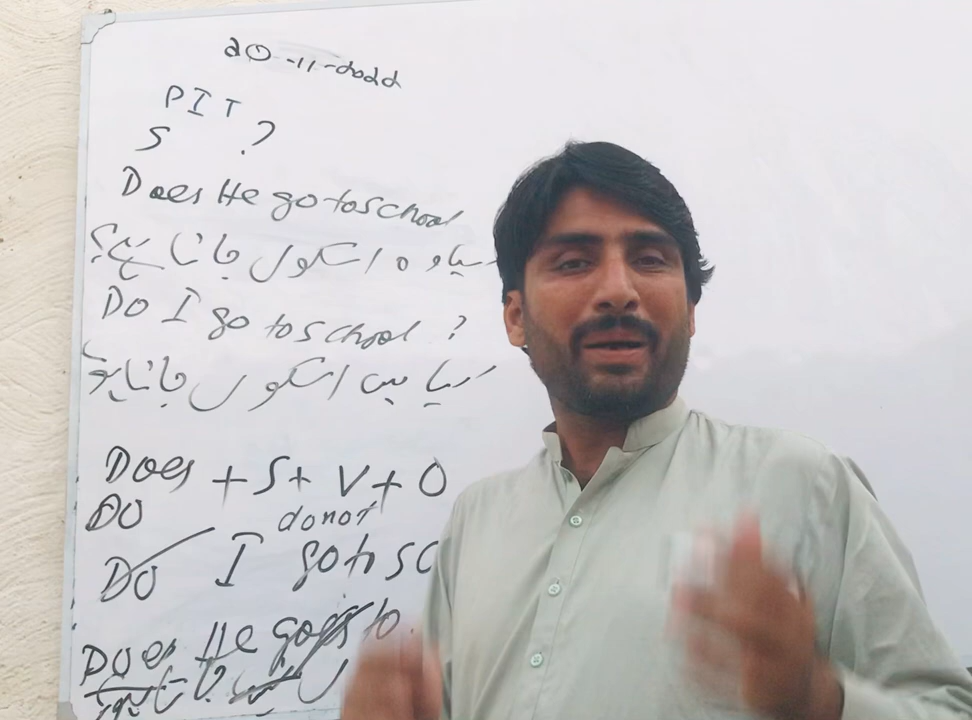 20-11-2022
PIT
S ?
Does He go to school
کیا وہ اسکول جاتا ہے؟
Do I go to school ?
کیا میں اسکول جاتا ہو؟
Does + S + V + O
DO
do not
DO I go to sc
Does He goes to